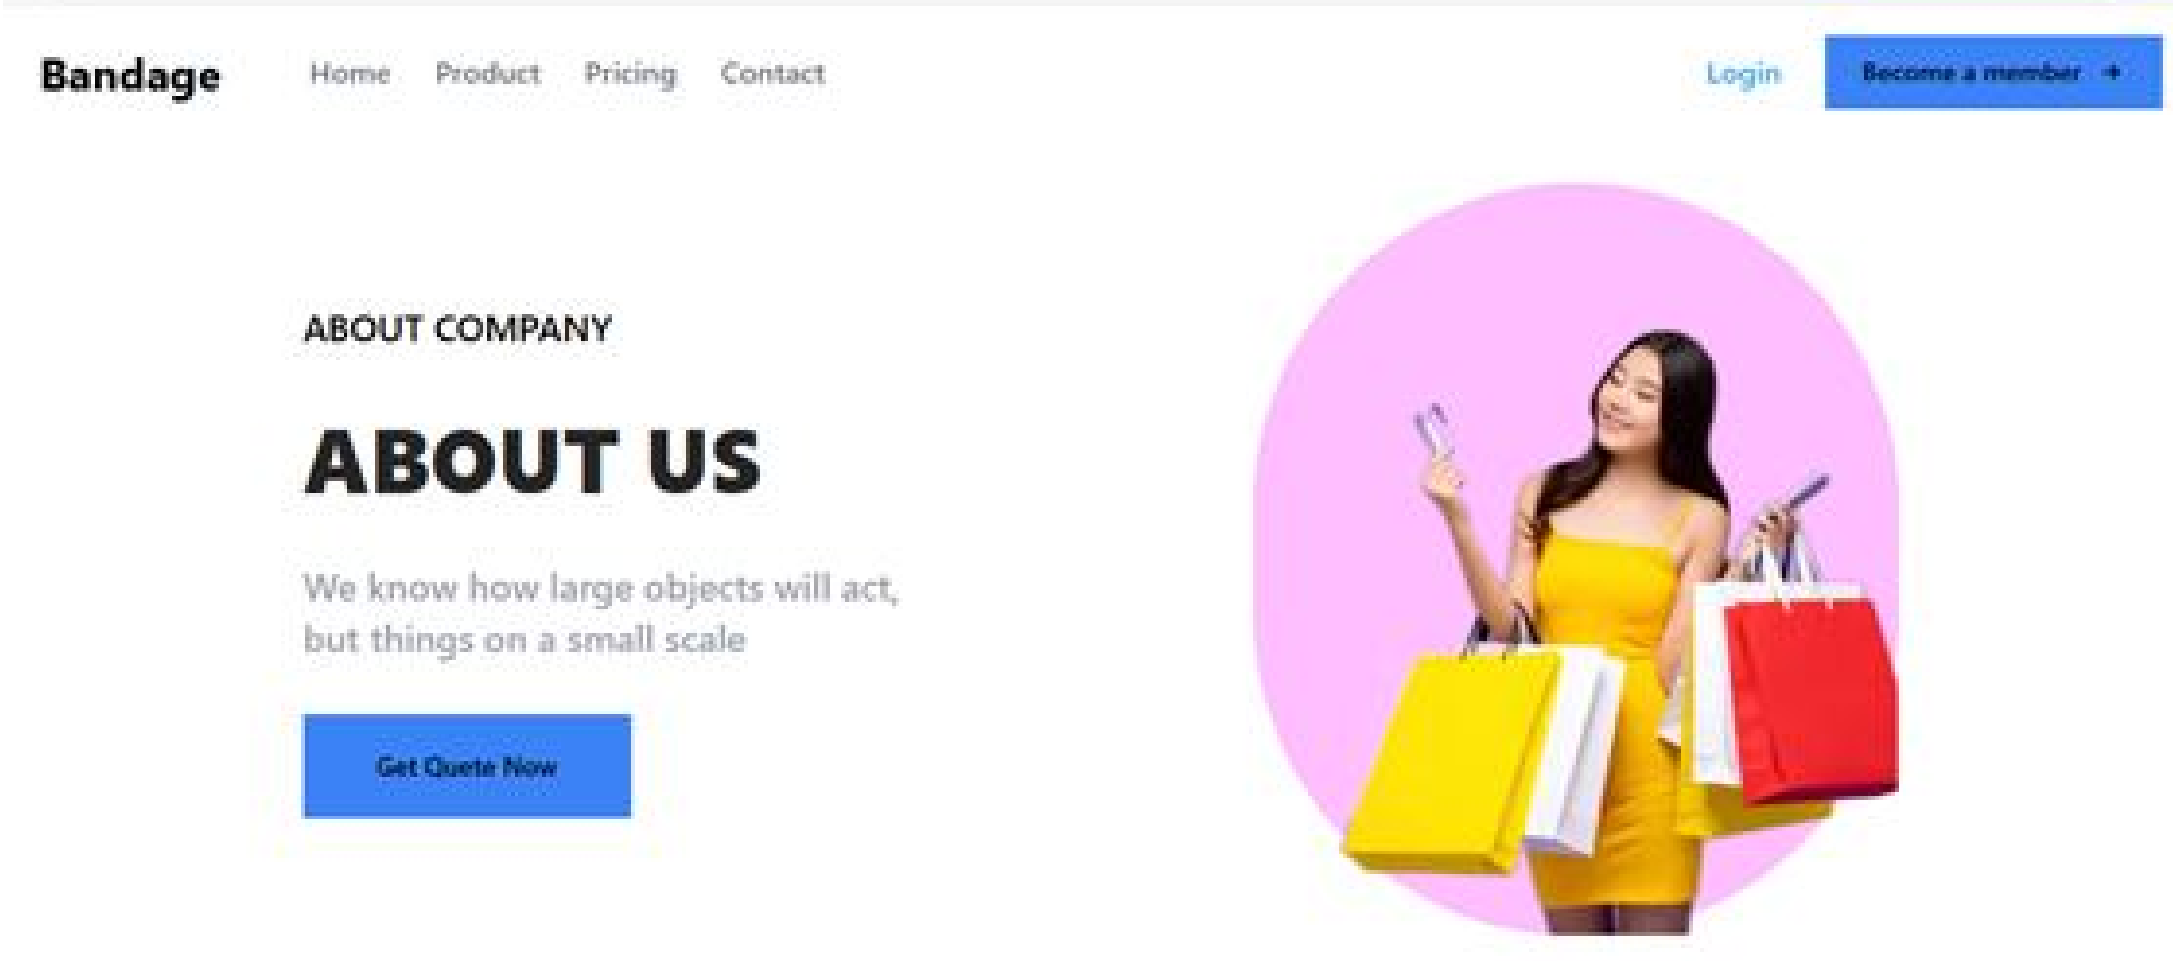 Bandage
Home Product Pricing Contact
Login
Become a member →
ABOUT COMPANY
ABOUT US
We know how large objects will act,
but things on a small scale
Get Quete Now